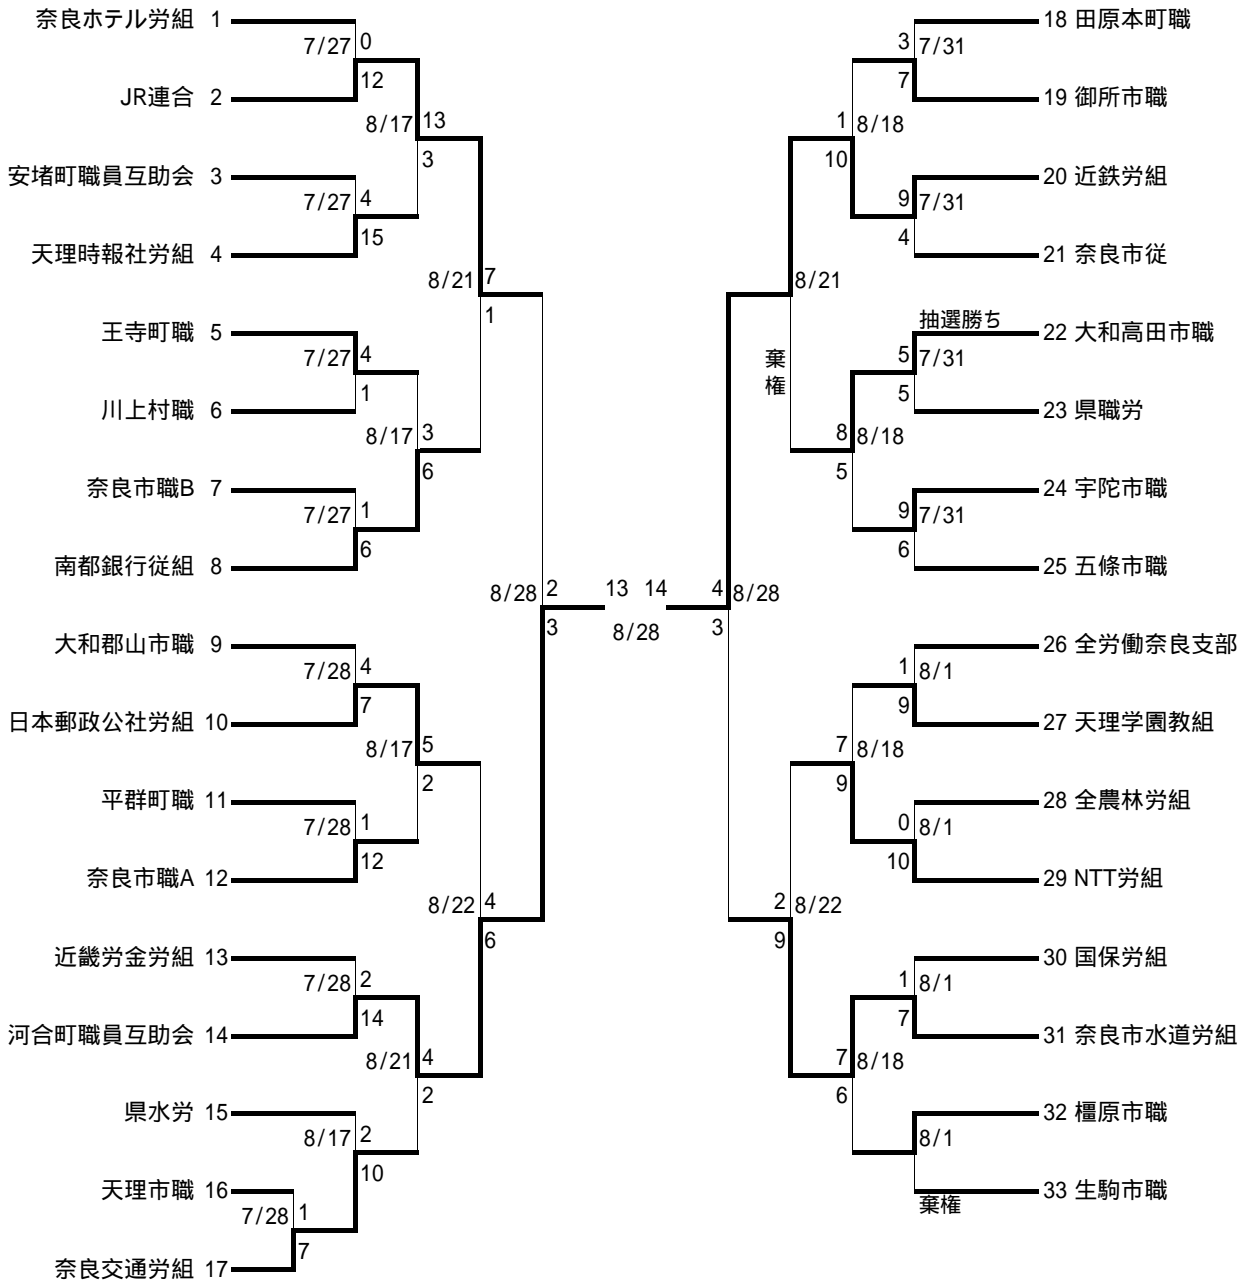 奈良ホテル労組 1
7/27 0
12
JR連合 2
8/17 13
3
安堵町職員互助会 3
7/27 4
15
天理時報社労組 4
8/21 7
1
王寺町職 5
7/27 4
1
川上村職 6
8/17 3
6
奈良市職B 7
7/27 1
6
南都銀行従組 8
8/28 2
3
大和郡山市職 9
7/28 4
7
日本郵政公社労組 10
8/17 5
2
平群町職 11
7/28 1
12
奈良市職A 12
8/22 4
6
近畿労金労組 13
7/28 2
14
河合町職員互助会 14
8/21 4
2
県水労 15
8/17 2
10
天理市職 16
7/28 1
7
奈良交通労組 17
13 14
8/28
18 田原本町職
3 7/31
7
19 御所市職
1 8/18
10
20 近鉄労組
9 7/31
4
21 奈良市従
8/21
棄権
抽選勝ち
22 大和高田市職
5 7/31
5
23 県職労
8 8/18
5
24 宇陀市職
9 7/31
6
25 五條市職
4 8/28
3
26 全労働奈良支部
1 8/1
9
27 天理学園教組
7 8/18
9
28 全農林労組
0 8/1
10
29 NTT労組
2 8/22
9
30 国保労組
1 8/1
7
31 奈良市水道労組
7 8/18
6
32 橿原市職
8/1
33 生駒市職
棄権